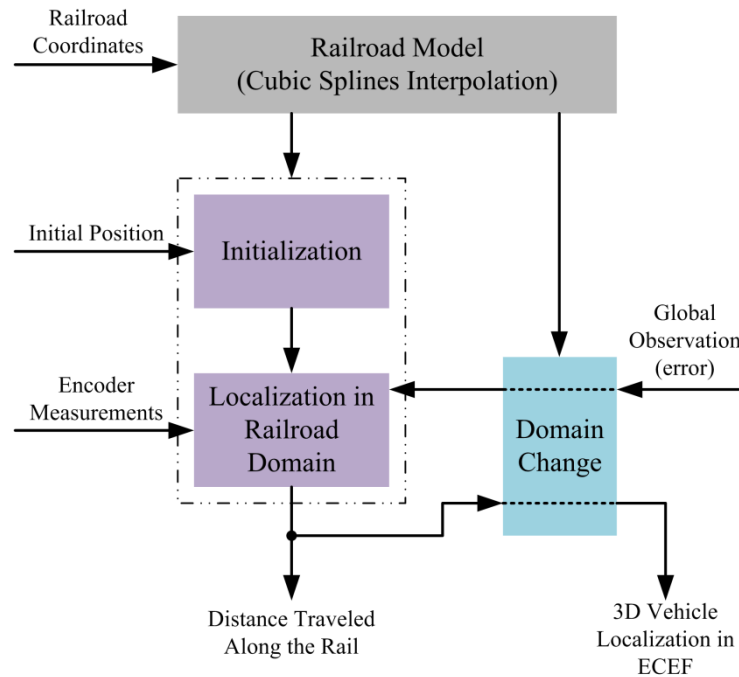 Railroad
Coordinates
Railroad Model
(Cubic Splines Interpolation)
Initial Position
Initialization
Global
Observation
(error)
Encoder
Measurements
Localization in
Railroad
Domain
Domain
Change
Distance Traveled
Along the Rail
3D Vehicle
Localization in
ECEF